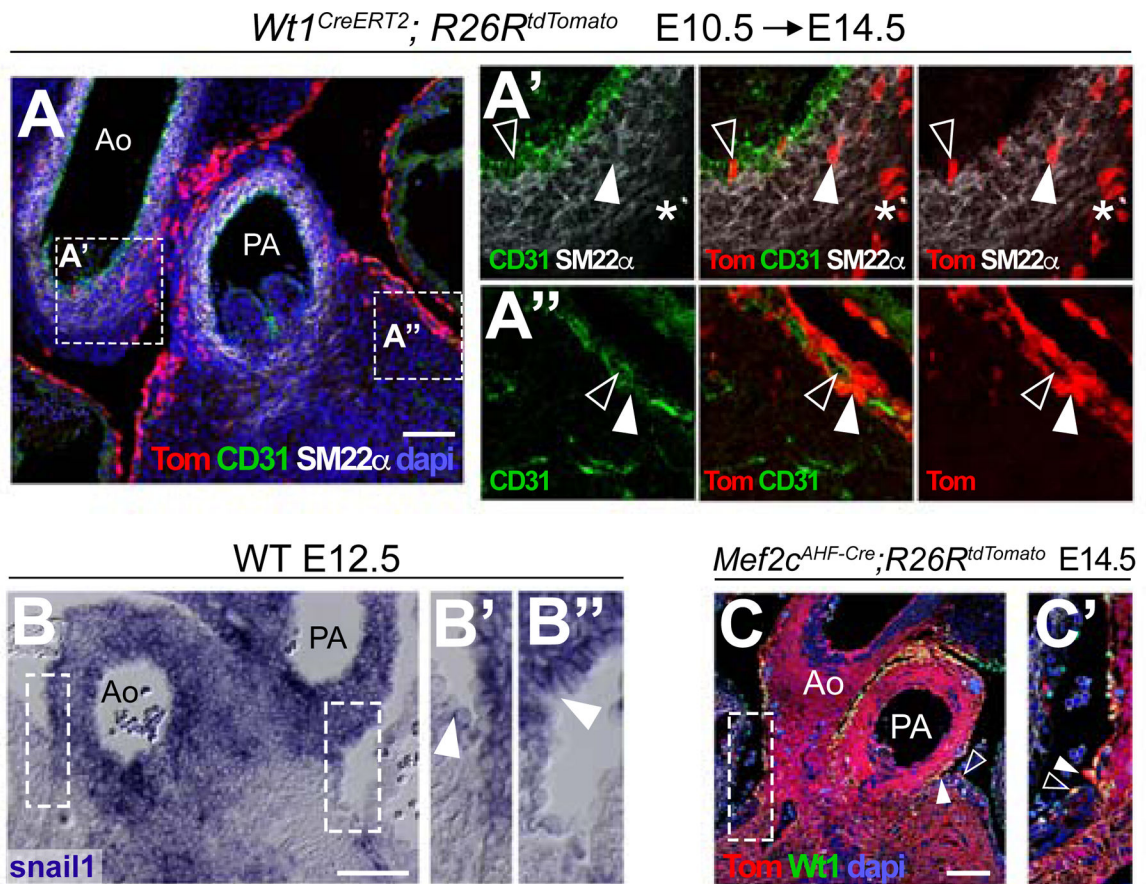 Wt1CreERT2; R26RtdTomato E10.5 → E14.5
A
Ao
PA
A’
A’’
Tom CD31 SM22α dapi
A’
*
CD31 SM22α
*
Tom CD31 SM22α
*
Tom SM22α
A’’
CD31
Tom CD31
Tom
WT E12.5
B
Ao
PA
snail1
B’
B’’
Mef2cAHF-Cre;R26RtdTomato E14.5
C
Ao
PA
Tom Wt1 dapi
C’